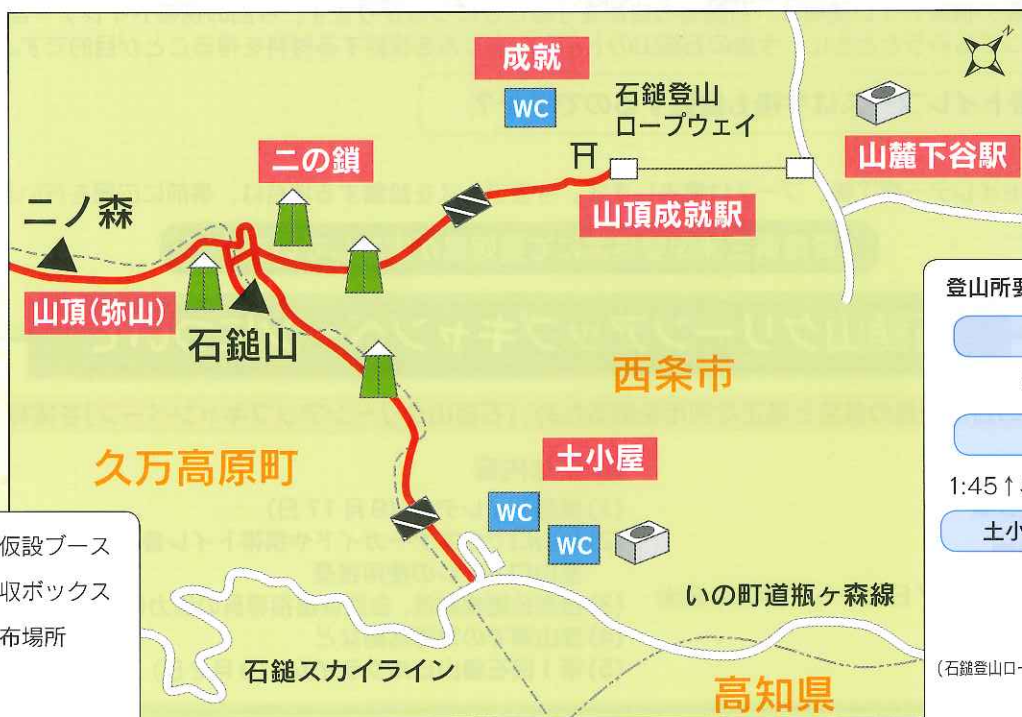 N
成就
WC
石鎚登山
ロープウェイ
山麓下谷駅
二の鎖
二ノ森
山頂成就駅
山頂(弥山)
石鎚山
西条市
久万高原町
土小屋
WC
WC
いの町道瓶ヶ森線
石鎚スカイライン
高知県
仮設ブース
収ボックス
布場所
登山所要
1:45↑
土小
(石鎚登山ロー